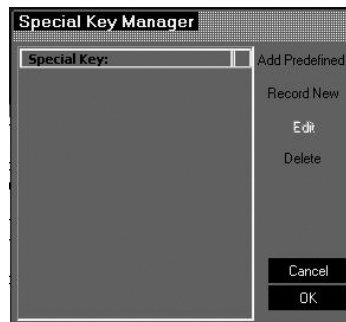 Special Key Manager
Special Key:
Add Predefined
Record New
Edit
Delete
Cancel
OK